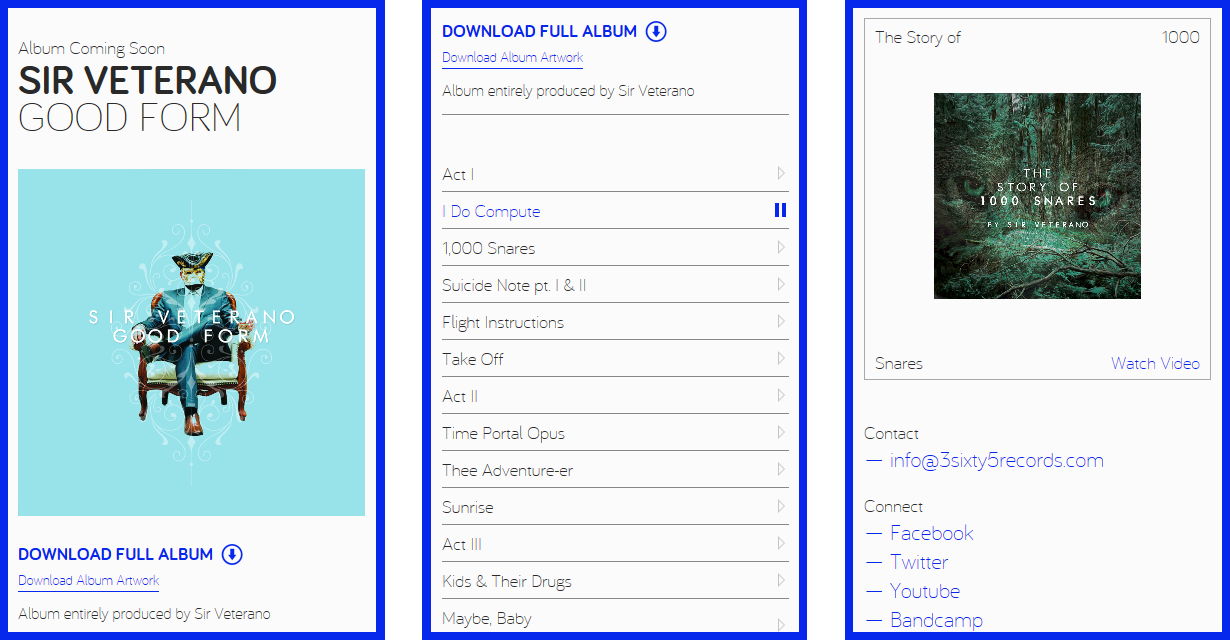 Album Coming Soon
SIR VETERANO
GOOD FORM
SIR VETERANO
GOOD FORM
DOWNLOAD FULL ALBUM
Download Album Artwork
Album entirely produced by Sir Veterano
DOWNLOAD FULL ALBUM
Download Album Artwork
Album entirely produced by Sir Veterano
Act I
I Do Compute
1,000 Snares
Suicide Note pt. I & II
Flight Instructions
Take Off
Act II
Time Portal Opus
Thee Adventure-er
Sunrise
Act III
Kids & Their Drugs
Maybe, Baby
The Story of 1000
THE
STORY OF
1000 SNARES
BY SIR VETERANO
Snares Watch Video
Contact
— info@3sixty5records.com
Connect
— Facebook
— Twitter
— Youtube
— Bandcamp